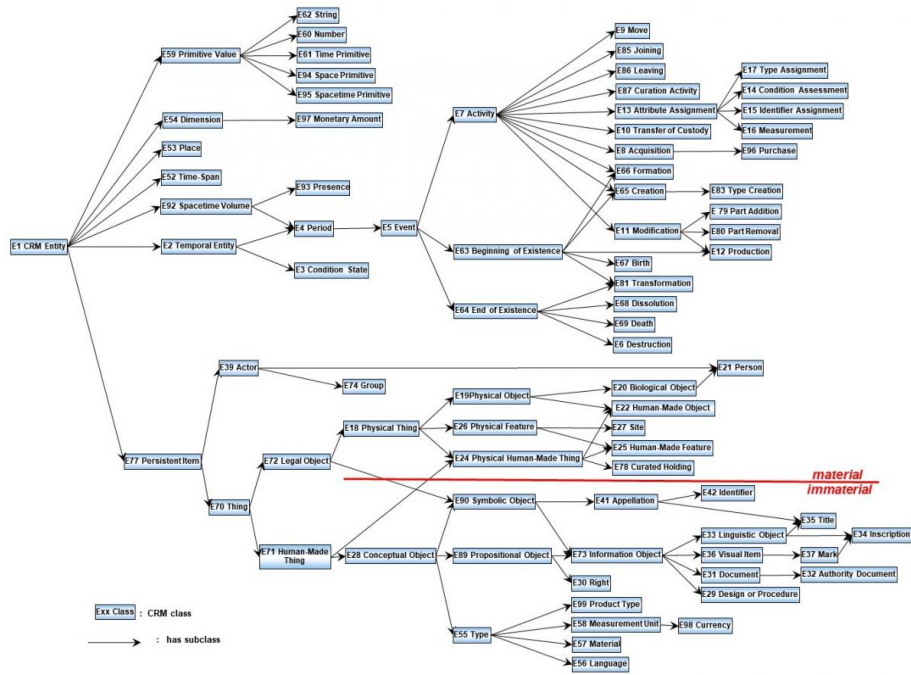 E62 String
E60 Number
E59 Primitive Value
E61 Time Primitive
E94 Space Primitive
E95 Spacetime Primitive
E54 Dimension
E97 Monetary Amount
E53 Place
E52 Time-Span
E93 Presence
E92 Spacetime Volume
E4 Period
E5 Event
E1 CRM Entity
E2 Temporal Entity
E3 Condition State
E9 Move
E85 Joining
E86 Leaving
E17 Type Assignment
E87 Curation Activity
E14 Condition Assessment
E7 Activity
E13 Attribute Assignment
E15 Identifier Assignment
E10 Transfer of Custody
E16 Measurement
E8 Acquisition
E96 Purchase
E66 Formation
E65 Creation
E83 Type Creation
E 79 Part Addition
E11 Modification
E80 Part Removal
E63 Beginning of Existence
E12 Production
E67 Birth
E81 Transformation
E64 End of Existence
E68 Dissolution
E69 Death
E6 Destruction
E39 Actor
E21 Person
E74 Group
E20 Biological Object
E19Physical Object
E22 Human-Made Object
E18 Physical Thing
E26 Physical Feature
E27 Site
E25 Human-Made Feature
E77 Persistent Item
E72 Legal Object
E24 Physical Human-Made Thing
E78 Curated Holding
material
immaterial
E70 Thing
E90 Symbolic Object
E41 Appellation
E42 Identifier
E35 Title
E33 Linguistic Object
E34 Inscription
E71 Human-Made
Thing
E28 Conceptual Object
E89 Propositional Object
E73 Information Object
E36 Visual Item
E37 Mark
E31 Document
E32 Authority Document
E30 Right
E29 Design or Procedure
E99 Product Type
E55 Type
E58 Measurement Unit
E98 Currency
E57 Material
E56 Language
Exx Class : CRM class
: has subclass